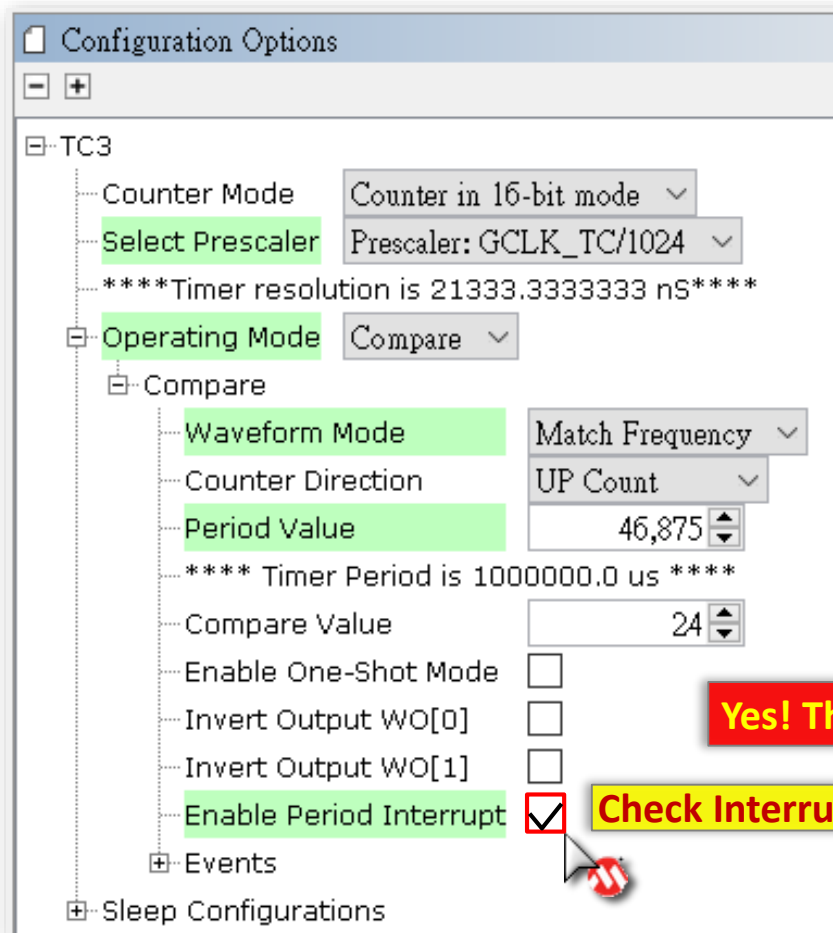 Configuration Options
TC3
Counter Mode Counter in 16-bit mode
Select Prescaler Prescaler: GCLK_TC/1024
****Timer resolution is 21333.3333333 nS****
Operating Mode Compare
Compare
Waveform Mode Match Frequency
Counter Direction UP Count
Period Value 46,875
**** Timer Period is 1000000.0 us ****
Compare Value 24
Enable One-Shot Mode
Invert Output WO[0] Yes!
Invert Output WO[1]
Enable Period Interrupt Check
Events
Sleep Configurations